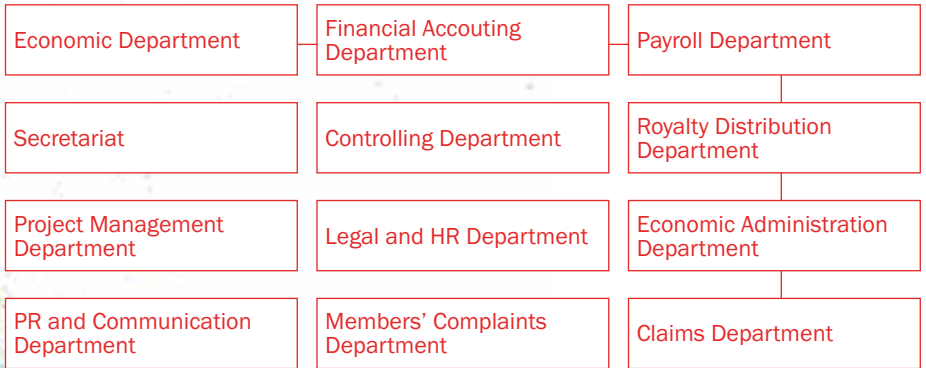 Economic Department
Financial Accouting
Department
Payroll Department
Secretariat
Controlling Department
Royalty Distribution
Department
Project Management
Department
Legal and HR Department
Economic Administration
Department
PR and Communication
Department
Members’ Complaints
Department
Claims Department